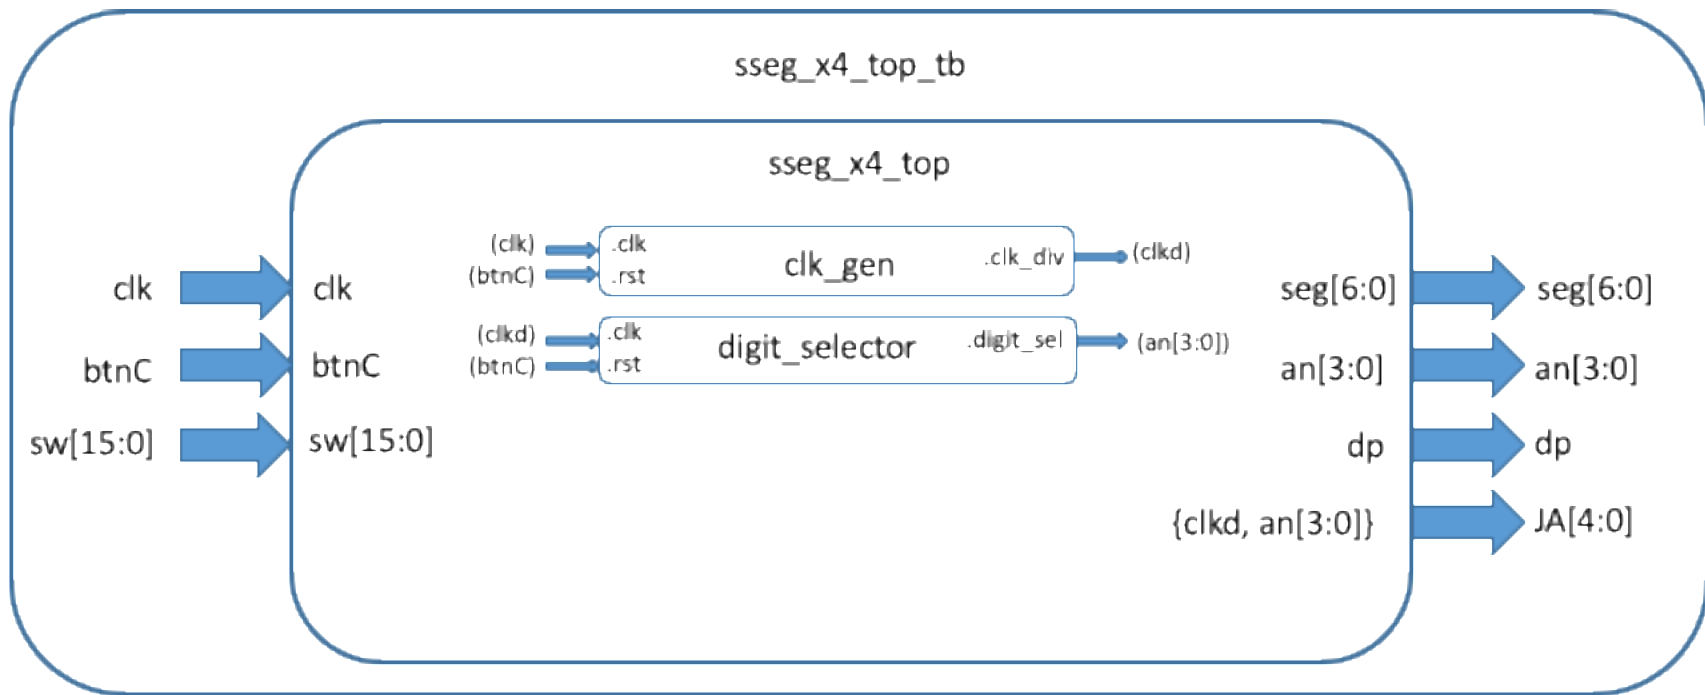 sseg_x4_top_tb
sseg_x4_top
(clk) .clk clk_gen .clk_div (clkd)
(btnC) .rst
(clkd) .clk digit_selector .digit_sel (an[3:0])
(btnC) .rst
clk clk seg[6:0] seg[6:0]
btnC btnC an[3:0] an[3:0]
sw[15:0] sw[15:0] dp dp
{clkd, an[3:0]} JA[4:0]